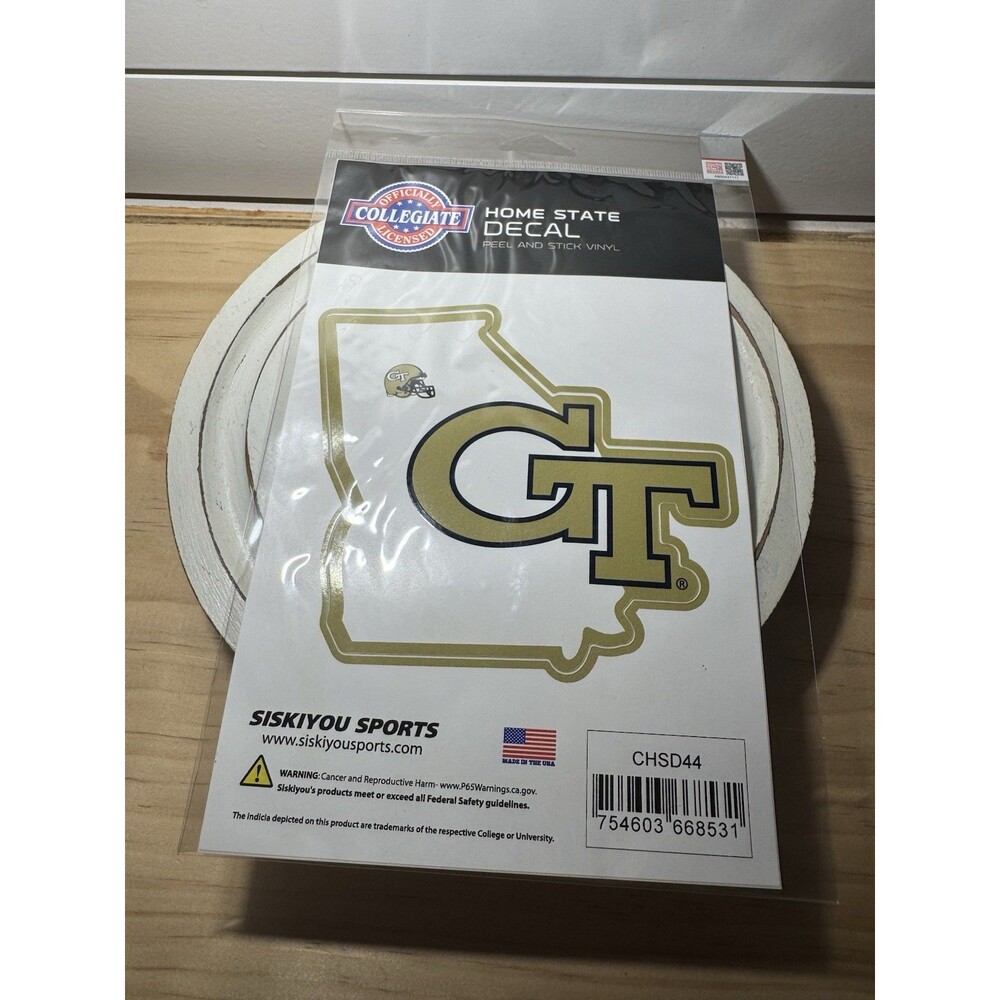 OFFICIALLY
COLLEGIATE
LICENSED
HOME STATE
DECAL
PEEL AND STICK VINYL
GT
GT
®
SISKIYOU SPORTS
www.siskiyousports.com
MADE IN THE USA
WARNING: Cancer and Reproductive Harm- www.P65Warnings.ca.gov.
Siskiyou's products meet or exceed all Federal Safety guidelines.
The indicia depicted on this product are trademarks of the respective College or University.
CHSD44
754603 668531